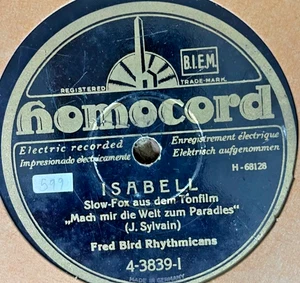 B.I.E.M.
REGISTERED TRADE-MARK.
homocord
Electric recorded Enregistrement électrique
Impresionado electricamente Elektrisch aufgenommen
H-68128
ISABELL
Slow-Fox aus dem Tonfilm
„Mach mir die Welt zum Paradies“
(J. Sylvain)
Fred Bird Rhythmicans
4-3839-I
MADE IN GERMANY